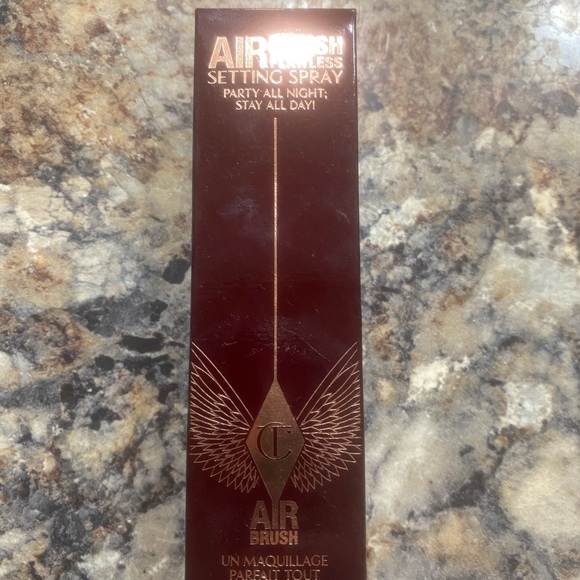 AIRBRUSH
FLAWLESS
SETTING SPRAY
PARTY ALL NIGHT;
STAY ALL DAY!
CT
AIR
BRUSH
UN MAQUILLAGE
PARFAIT TOUT